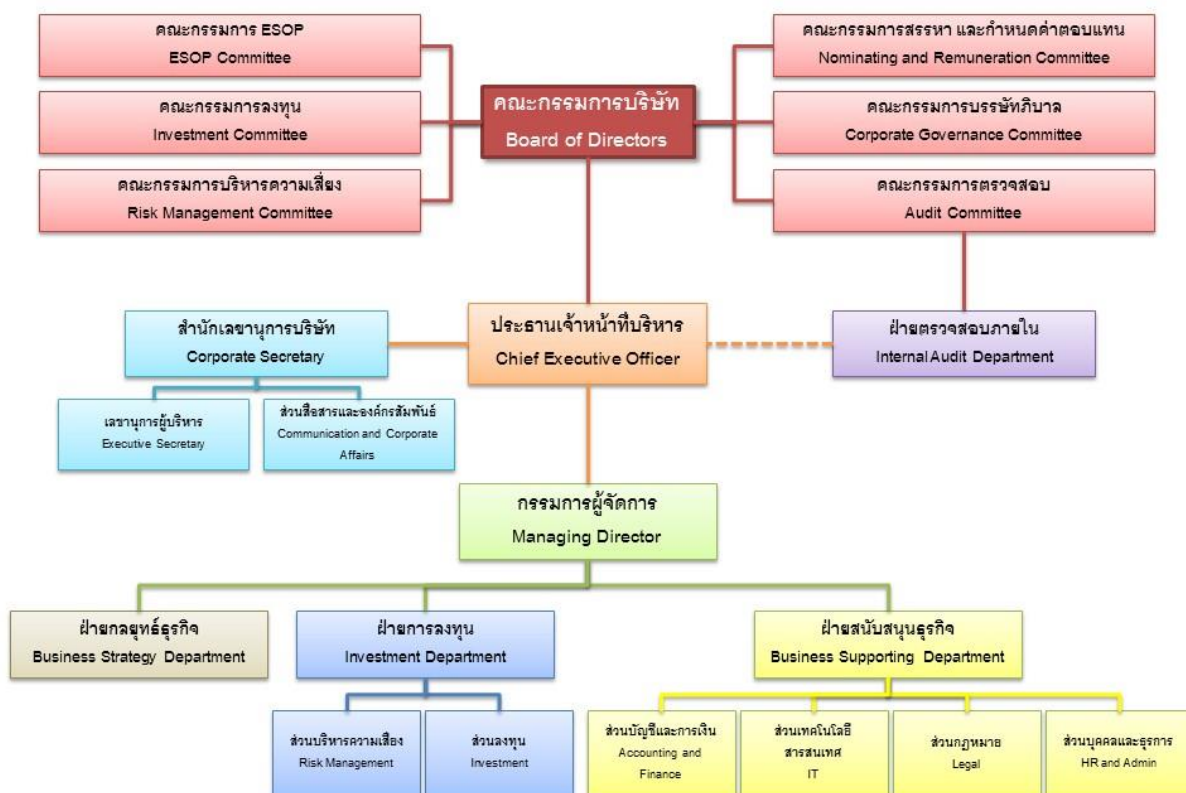 คณะกรรมการ ESOP
ESOP Committee
คณะกรรมการสรรหา และกำหนดค่าตอบแทน
Nominating and Remuneration Committee
คณะกรรมการบริษัท
Board of Directors
คณะกรรมการลงทุน
Investment Committee
คณะกรรมการบรรษัทภิบาล
Corporate Governance Committee
คณะกรรมการบริหารความเสี่ยง
Risk Management Committee
คณะกรรมการตรวจสอบ
Audit Committee
สำนักเลขานุการบริษัท
Corporate Secretary
ประธานเจ้าหน้าที่บริหาร
Chief Executive Officer
ฝ่ายตรวจสอบภายใน
Internal Audit Department
เลขานุการผู้บริหาร
Executive Secretary
ส่วนสื่อสารและองค์กรสัมพันธ์
Communication and Corporate
Affairs
กรรมการผู้จัดการ
Managing Director
ฝ่ายกลยุทธ์ธุรกิจ
Business Strategy Department
ฝ่ายการลงทุน
Investment Department
ฝ่ายสนับสนุนธุรกิจ
Business Supporting Department
ส่วนบริหารความเสี่ยง
Risk Management
ส่วนลงทุน
Investment
ส่วนบัญชีและการเงิน
Accounting and
Finance
ส่วนเทคโนโลยี
สารสนเทศ
IT
ส่วนกฎหมาย
Legal
ส่วนบุคคลและธุรการ
HR and Admin